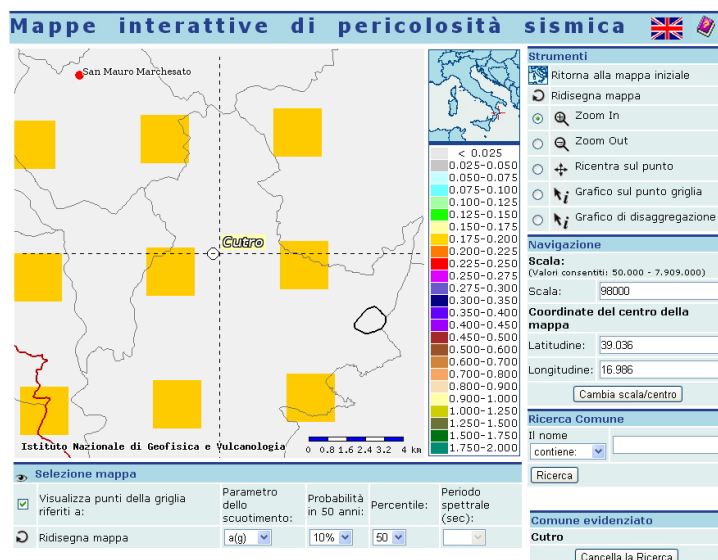 Mappe interattive di pericolosità sismica
San Mauro Marchesato
Cutro
Istituto Nazionale di Geofisica e Vulcanologia
0 0.8 1.6 2.4 3.2 4 km
< 0.025
0.025-0.050
0.050-0.075
0.075-0.100
0.100-0.125
0.125-0.150
0.150-0.175
0.175-0.200
0.200-0.225
0.225-0.250
0.250-0.275
0.275-0.300
0.300-0.350
0.350-0.400
0.400-0.450
0.450-0.500
0.500-0.600
0.600-0.700
0.700-0.800
0.800-0.900
0.900-1.000
1.000-1.250
1.250-1.500
1.500-1.750
1.750-2.000
Strumenti
Ritorna alla mappa iniziale
Ridisegna mappa
Zoom In
Zoom Out
Ricentra sul punto
i Grafico sul punto griglia
i Grafico di disaggregazione
Navigazione
Scala:
(Valori consentiti: 50.000 - 7.909.000)
Scala: 98000
Coordinate del centro della
mappa
Latitudine: 39.036
Longitudine: 16.986
Cambia scala/centro
Ricerca Comune
Il nome
contiene:
Ricerca
Comune evidenziato
Cutro
Cancella la Ricerca
Selezione mappa
Visualizza punti della griglia
riferiti a:
Parametro
dello
scuotimento:
Probabilità
in 50 anni:
Percentile:
Periodo
spettrale
(sec):
Ridisegna mappa
a(g)
10%
50